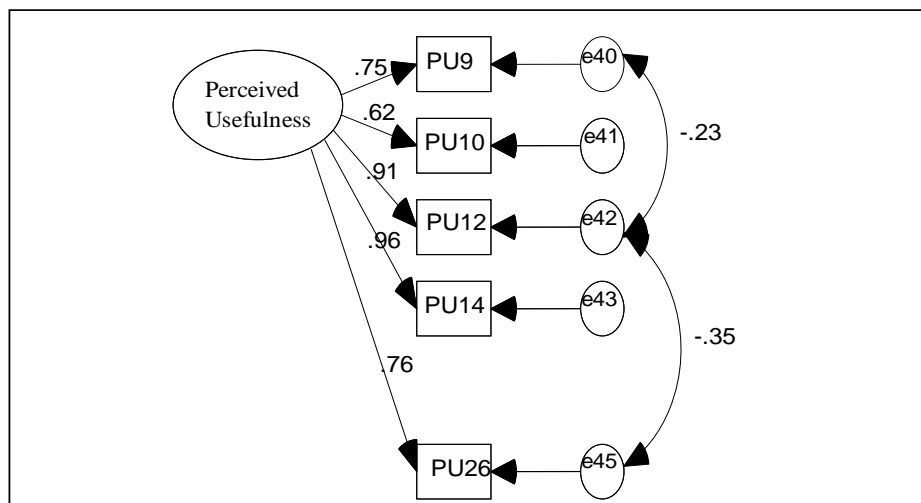 PU9
e40
.75
Perceived
Usefulness
.62
PU10
e41
-.23
.91
PU12
e42
.96
PU14
e43
-.35
.76
PU26
e45